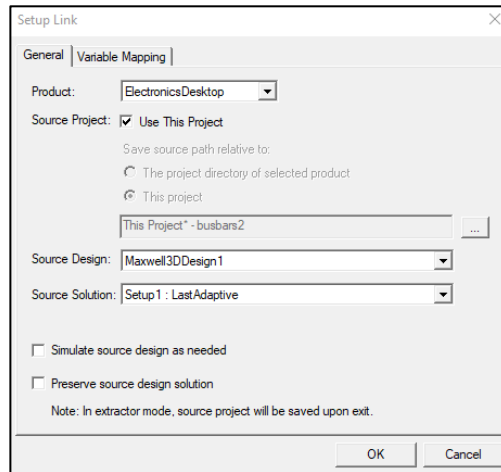 Setup Link
General Variable Mapping
Product: ElectronicsDesktop
Source Project: Use This Project
Save source path relative to:
The project directory of selected product
This project
This Project* - busbars2 ...
Source Design: Maxwell3DDesign1
Source Solution: Setup1 : LastAdaptive
Simulate source design as needed
Preserve source design solution
Note: In extractor mode, source project will be saved upon exit.
OK Cancel